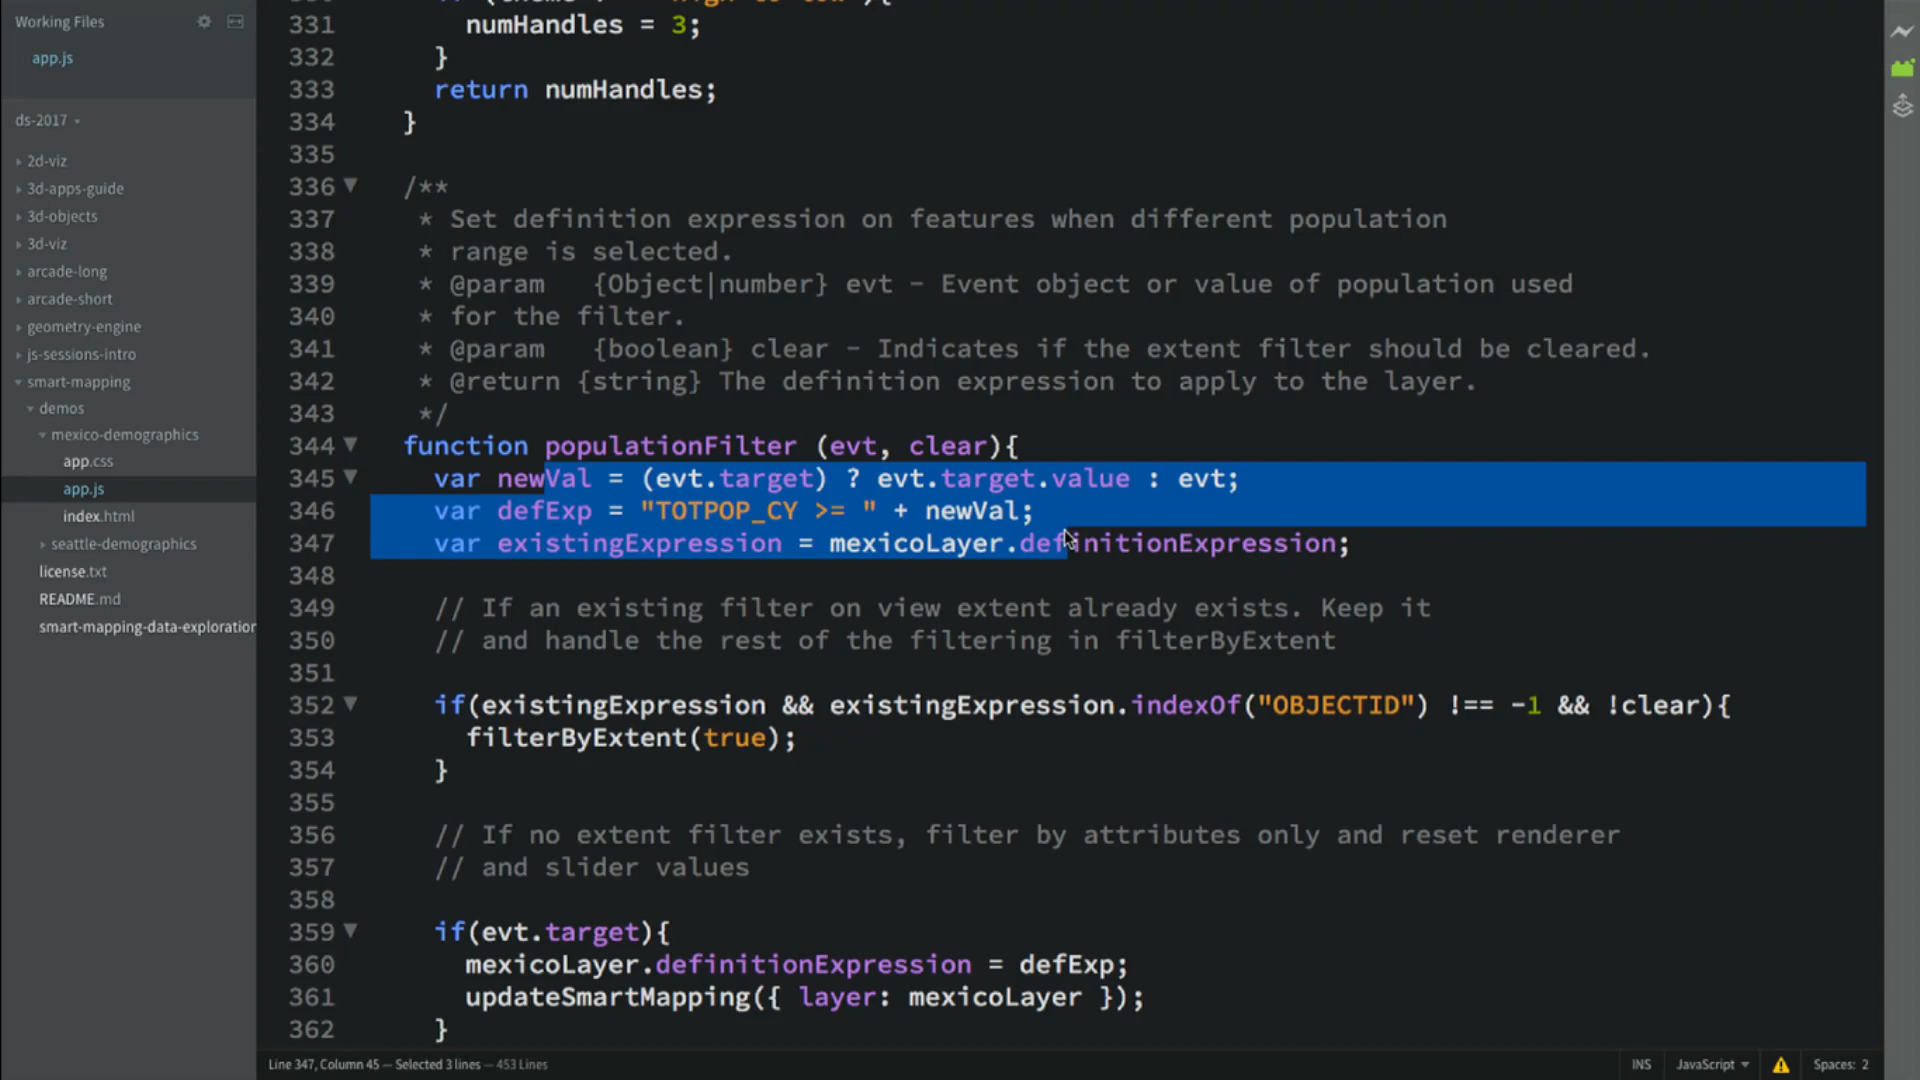 Working Files
app.js
ds-2017
2d-viz
3d-apps-guide
3d-objects
3d-viz
arcade-long
arcade-short
geometry-engine
js-sessions-intro
smart-mapping
demos
mexico-demographics
app.css
app.js
index.html
seattle-demographics
license.txt
README.md
smart-mapping-data-exploration
331 numHandles = 3;
332 }
333 return numHandles;
334 }
335
336 /**
337 * Set definition expression on features when different population
338 * range is selected.
339 * @param {Object|number} evt - Event object or value of population used
340 * for the filter.
341 * @param {boolean} clear - Indicates if the extent filter should be cleared.
342 * @return {string} The definition expression to apply to the layer.
343 */
344 function populationFilter (evt, clear){
345 var newVal = (evt.target) ? evt.target.value : evt;
346 var defExp = "TOTPOP_CY >= " + newVal;
347 var existingExpression = mexicoLayer.definitionExpression;
348
349 // If an existing filter on view extent already exists. Keep it
350 // and handle the rest of the filtering in filterByExtent
351
352 if(existingExpression && existingExpression.indexOf("OBJECTID") !== -1 && !clear){
353 filterByExtent(true);
354 }
355
356 // If no extent filter exists, filter by attributes only and reset renderer
357 // and slider values
358
359 if(evt.target){
360 mexicoLayer.definitionExpression = defExp;
361 updateSmartMapping({ layer: mexicoLayer });
362 }
Line 347, Column 45 — Selected 3 lines — 453 Lines
INS
JavaScript
Spaces: 2